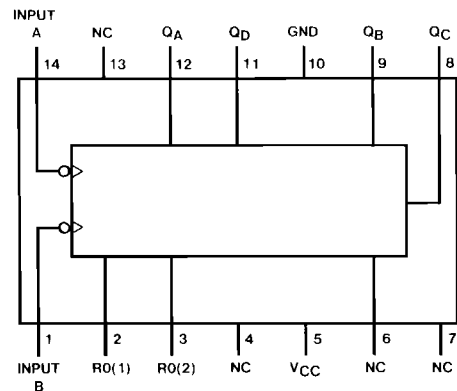 INPUT
A NC QA QD GND QB QC
14 13 12 11 10 9 8
1 2 3 4 5 6 7
INPUT R0(1) R0(2) NC VCC NC NC
B